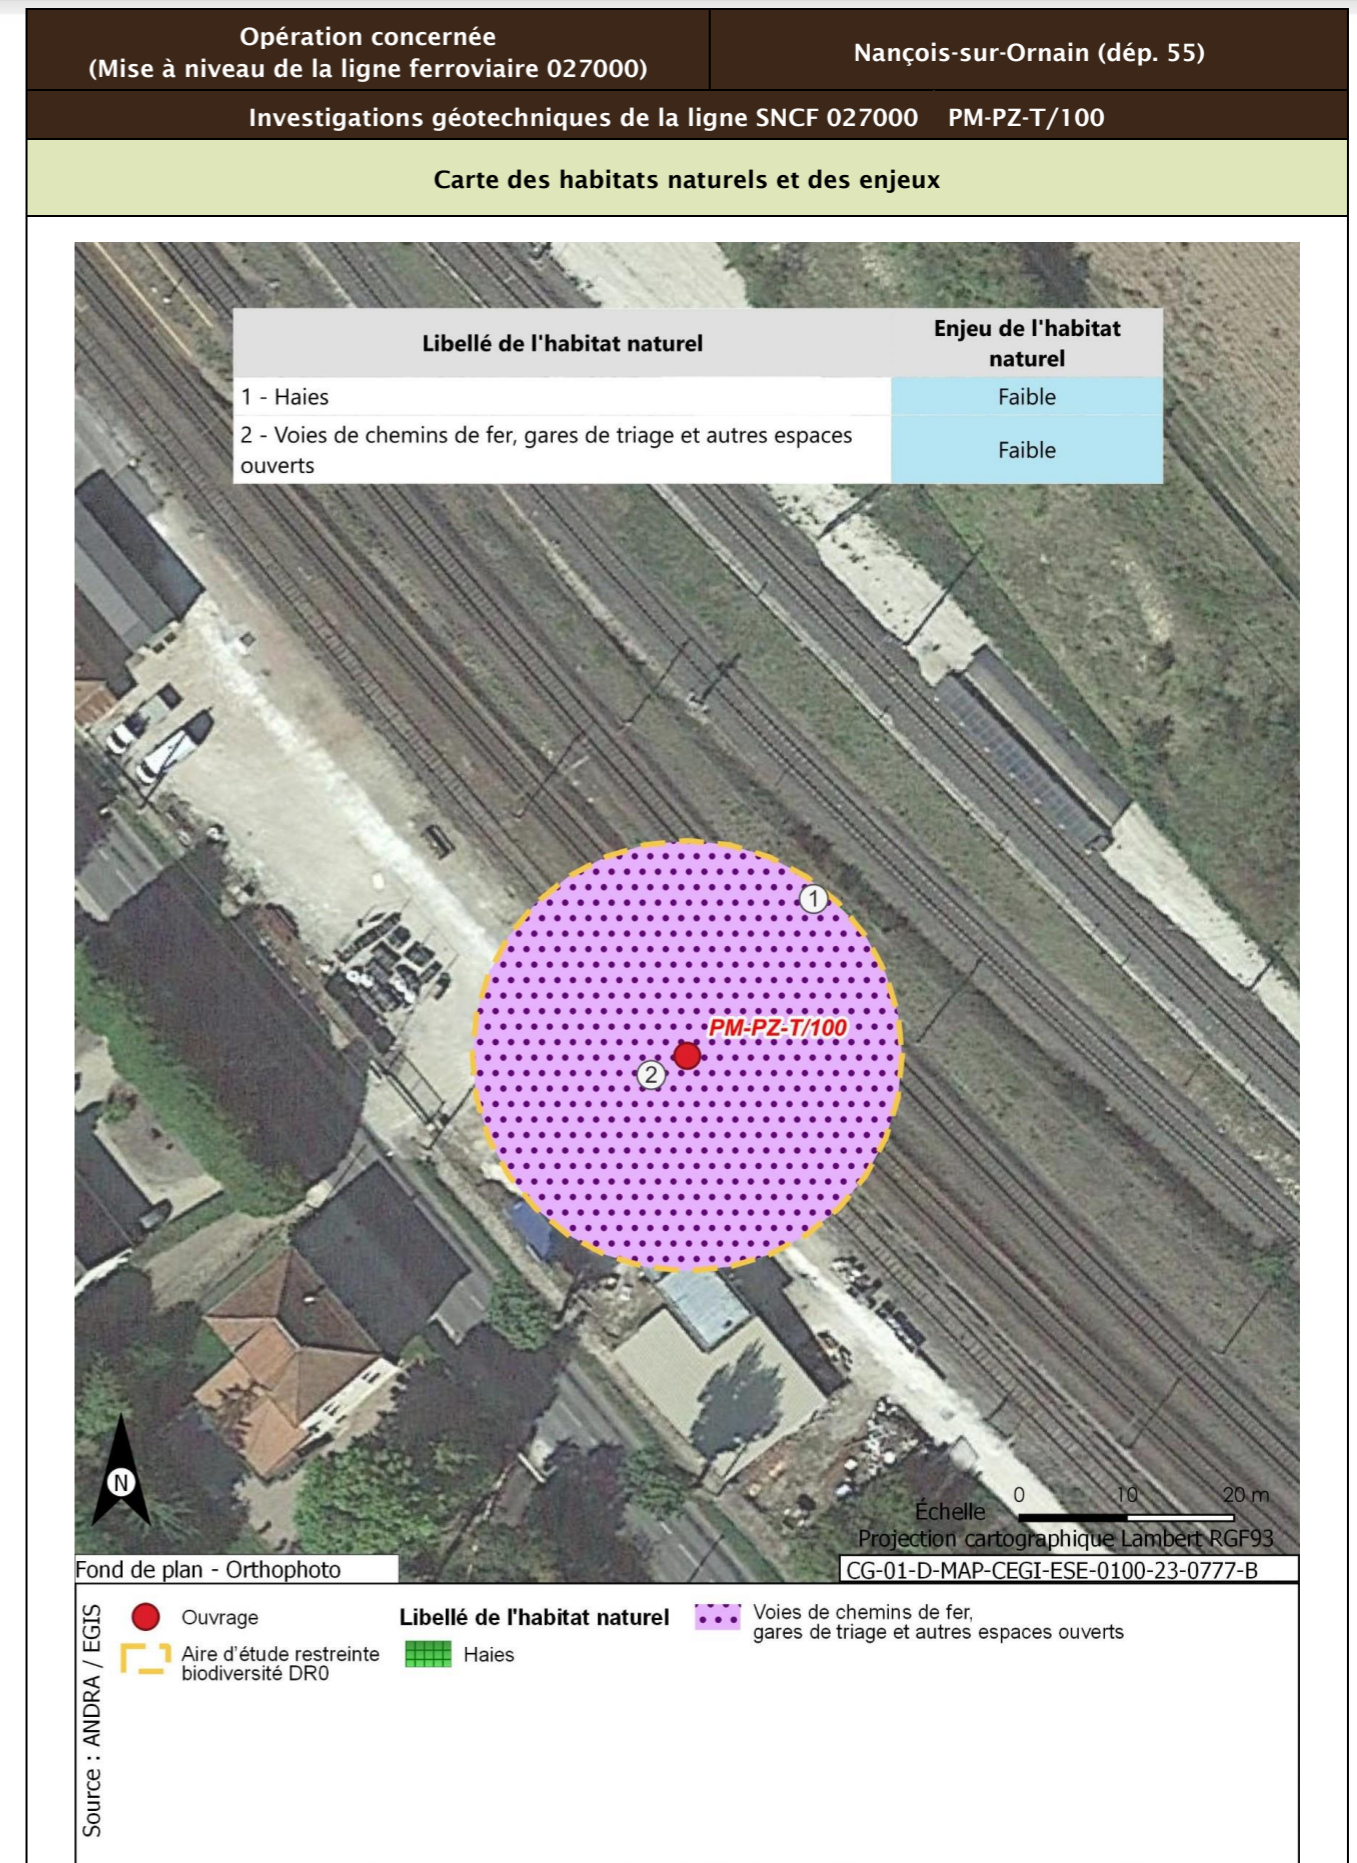 Opération concernée
(Mise à niveau de la ligne ferroviaire 027000)
Nançois-sur-Ornain (dép. 55)
Investigations géotechniques de la ligne SNCF 027000 PM-PZ-T/100
Carte des habitats naturels et des enjeux
Libellé de l'habitat naturel
Enjeu de l'habitat
naturel
1 - Haies
Faible
2 - Voies de chemins de fer, gares de triage et autres espaces
ouverts
Faible
1
PM-PZ-T/100
2
N
0 10 20 m
Échelle
Projection cartographique Lambert RGF93
Fond de plan - Orthophoto
CG-01-D-MAP-CEGI-ESE-0100-23-0777-B
Source : ANDRA / EGIS
Ouvrage
Aire d'étude restreinte
biodiversité DR0
Libellé de l'habitat naturel
Haies
Voies de chemins de fer,
gares de triage et autres espaces ouverts